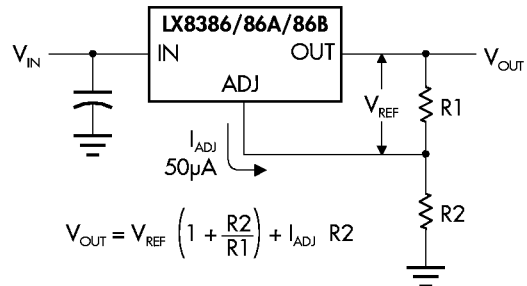 LX8386/86A/86B
V_IN IN OUT V_OUT
ADJ
V_REF
R1
I_ADJ
50µA
R2
V_OUT = V_REF (1 + R2/R1) + I_ADJ R2